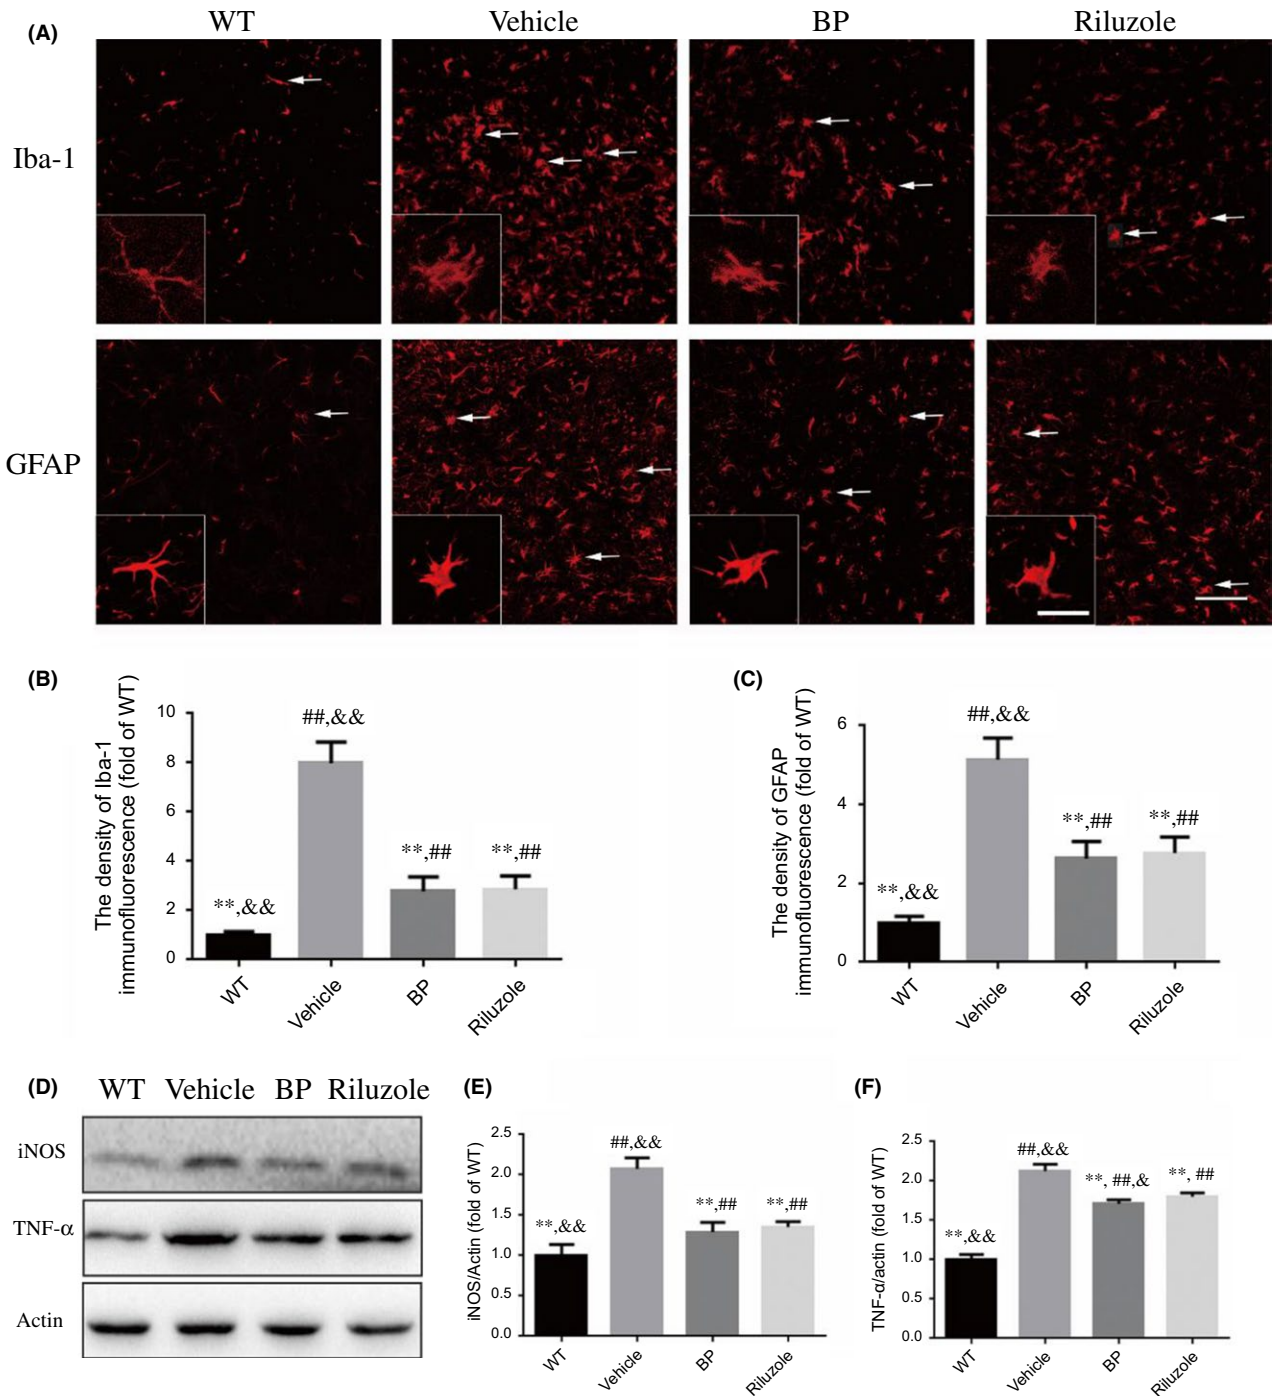 WT Vehicle BP Riluzole
(A)
Iba-1
GFAP
(B)
The density of Iba-1
immunofluorescence (fold of WT)
10
8
6
4
2
0
**,&&
##,&&
**,##
**,##
WT
Vehicle
BP
Riluzole
(C)
The density of GFAP
immunofluorescence (fold of WT)
6
4
2
0
**,&&
##,&&
**,##
**,##
WT
Vehicle
BP
Riluzole
(D)
WT Vehicle BP Riluzole
iNOS
TNF-α
Actin
(E)
iNOS/Actin (fold of WT)
2.5
2.0
1.5
1.0
0.5
0.0
**,&&
##,&&
**,##
**,##
WT
Vehicle
BP
Riluzole
(F)
TNF-α/actin (fold of WT)
2.5
2.0
1.5
1.0
0.5
0.0
**,&&
##,&&
**, ##,&
**, ##
WT
Vehicle
BP
Riluzole